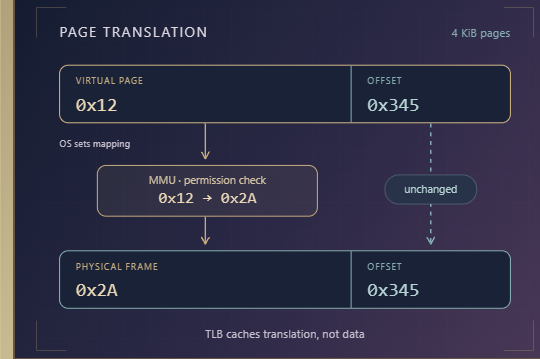 PAGE TRANSLATION
4 KiB pages
VIRTUAL PAGE
OFFSET
0x12
0x345
OS sets mapping
MMU · permission check
0x12 → 0x2A
unchanged
PHYSICAL FRAME
OFFSET
0x2A
0x345
TLB caches translation, not data